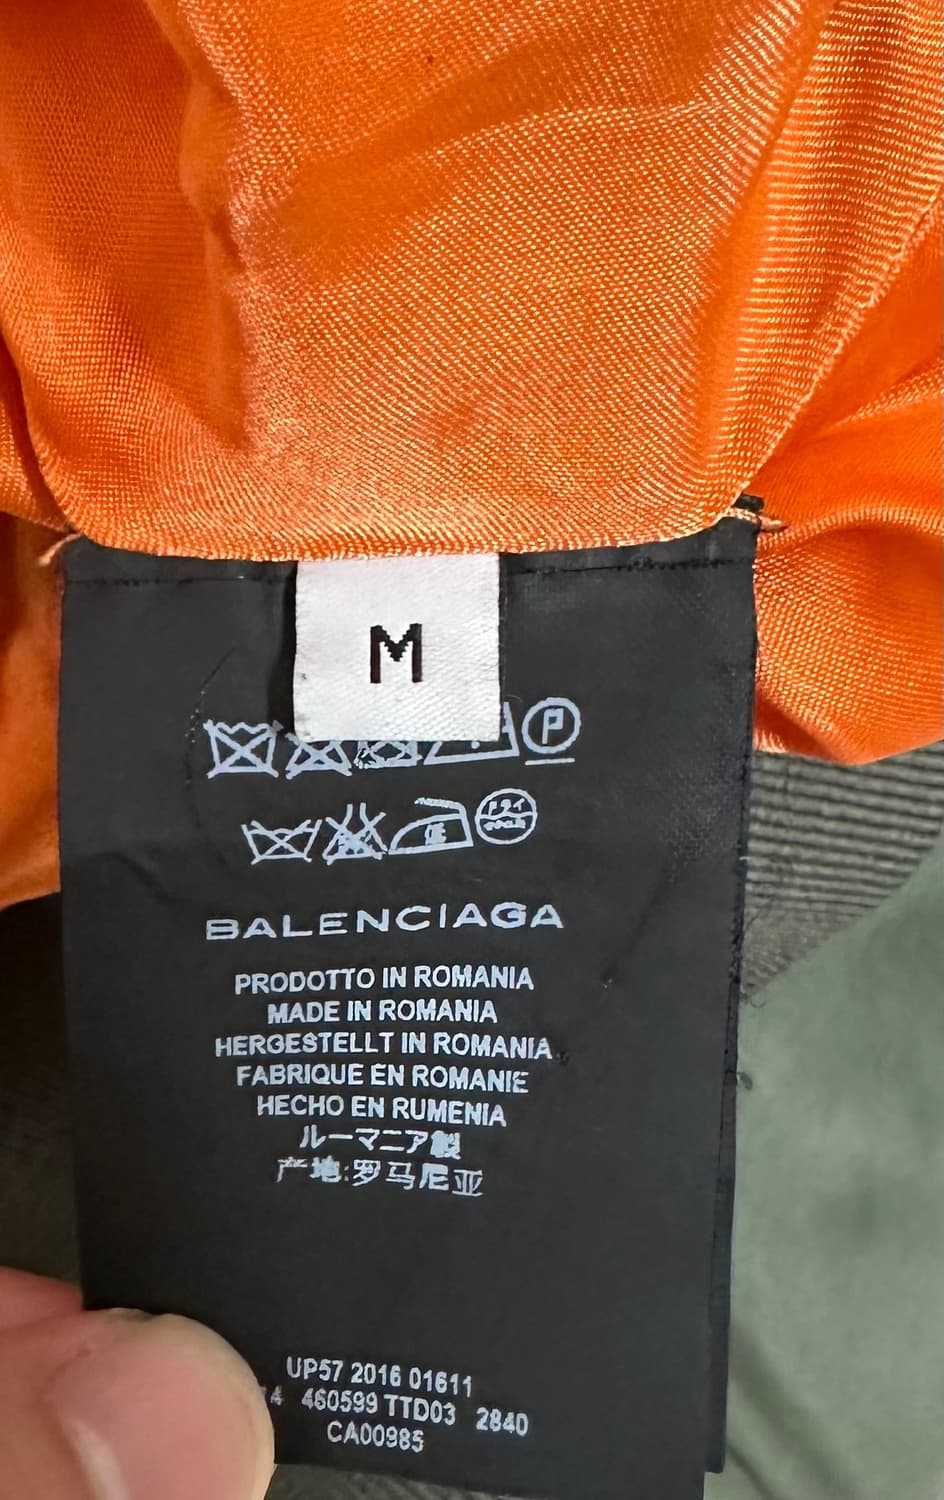 M
P
BALENCIAGA
PRODOTTO IN ROMANIA
MADE IN ROMANIA
HERGESTELLT IN ROMANIA
FABRIQUE EN ROMANIE
HECHO EN RUMENIA
ルーマニア製
产地:罗马尼亚
UP57 2016 01611
460599 TTD03 2840
CA00985